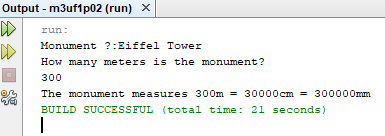 Output - m3uf1p02 (run) ×
run:
Monument ?:Eiffel Tower
How many meters is the monument?
300
The monument measures 300m = 30000cm = 300000mm
BUILD SUCCESSFUL (total time: 21 seconds)